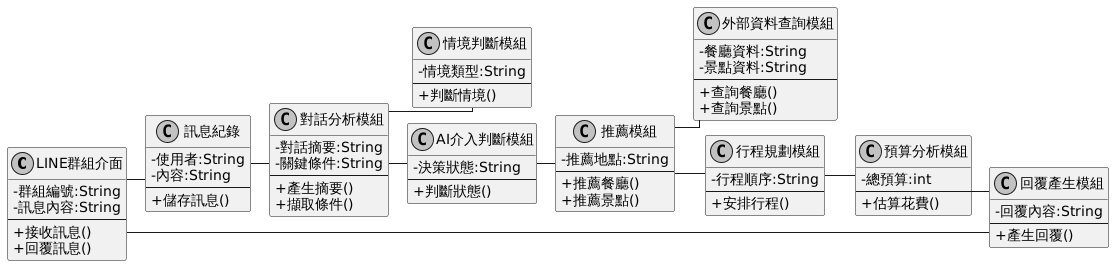 C LINE群組介面
-群組編號:String
-訊息內容:String
+接收訊息()
+回覆訊息()
C 訊息紀錄
-使用者:String
-內容:String
+儲存訊息()
C 對話分析模組
-對話摘要:String
-關鍵條件:String
+產生摘要()
+擷取條件()
C 情境判斷模組
-情境類型:String
+判斷情境()
C AI介入判斷模組
-決策狀態:String
+判斷狀態()
C 推薦模組
-推薦地點:String
+推薦餐廳()
+推薦景點()
C 外部資料查詢模組
-餐廳資料:String
-景點資料:String
+查詢餐廳()
+查詢景點()
C 行程規劃模組
-行程順序:String
+安排行程()
C 預算分析模組
-總預算:int
+估算花費()
C 回覆產生模組
-回覆內容:String
+產生回覆()